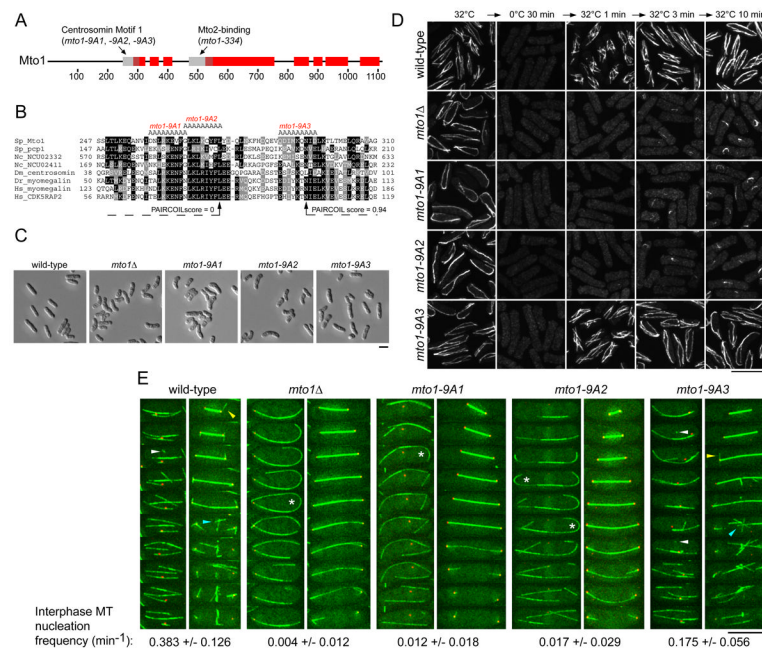 A
Centrosomin Motif 1
(mto1-9A1, -9A2, -9A3)
Mto2-binding
(mto1-334)
Mto1
100 200 300 400 500 600 700 800 900 1000 1100
B
mto1-9A1 mto1-9A2 mto1-9A3
AAAAAAAAA AAAAAAAAA AAAAAAAAA
Sp_Mto1 247 310
Sp_pcp1 147 210
Nc_NCU02332 570 633
Nc_NCU02411 169 232
Dm_centrosomin 38 101
Dr_myomegalin 50 113
Hs_myomegalin 123 186
Hs_CDK5RAP2 56 119
PAIRCOIL score = 0 PAIRCOIL score = 0.94
C
wild-type mto1Δ mto1-9A1 mto1-9A2 mto1-9A3
D
32°C 0°C 30 min 32°C 1 min 32°C 3 min 32°C 10 min
wild-type
mto1Δ
mto1-9A1
mto1-9A2
mto1-9A3
E
wild-type mto1Δ mto1-9A1 mto1-9A2 mto1-9A3
* * * *
Interphase MT
nucleation
frequency (min-1):
0.383 +/- 0.126 0.004 +/- 0.012 0.012 +/- 0.018 0.017 +/- 0.029 0.175 +/- 0.056